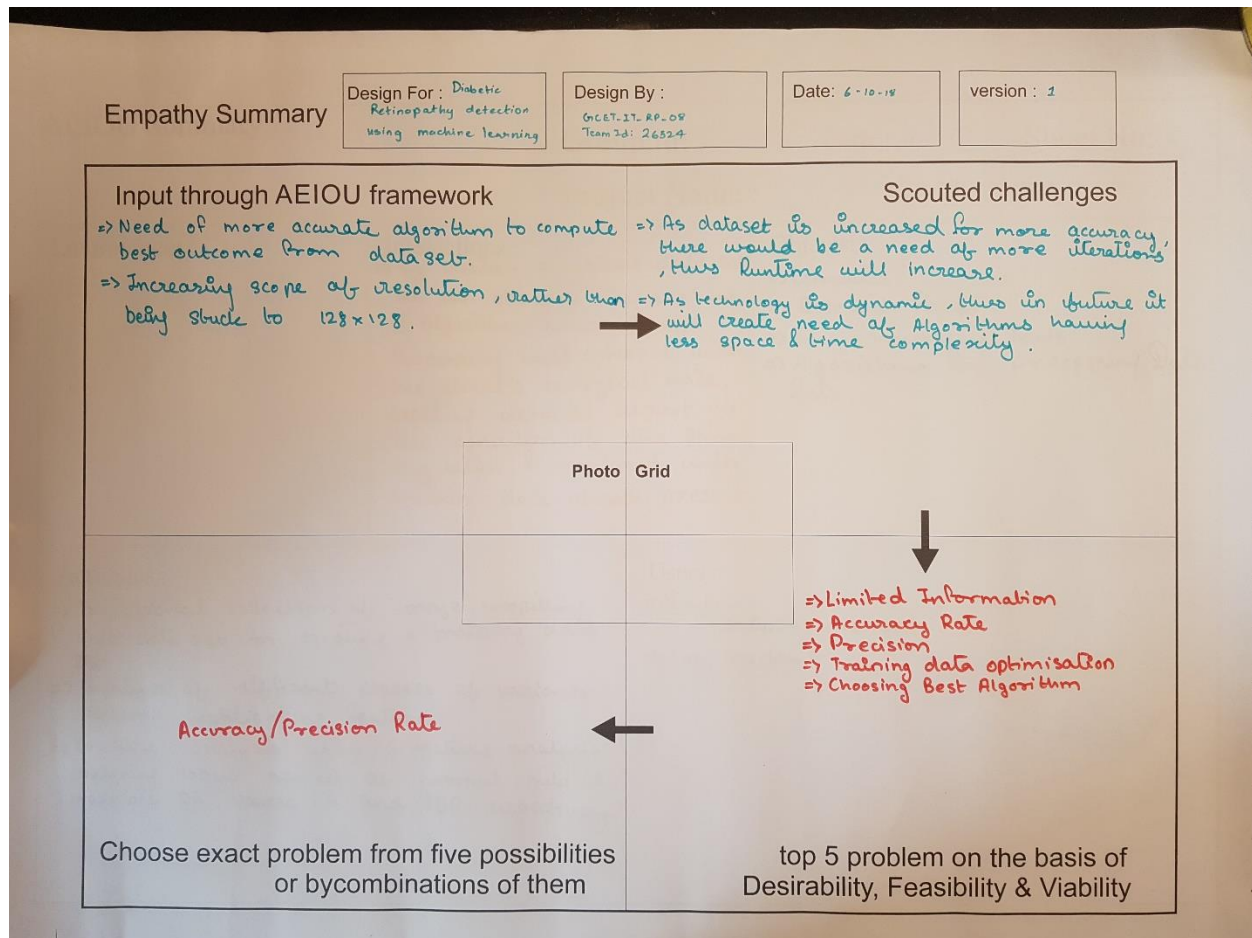 Empathy Summary
Design For : Diabetic
Retinopathy detection
using machine learning
Design By :
GCET-IT-RP-08
Team Id: 26324
Date: 6-10-18
version : 1
Input through AEIOU framework
=> Need of more accurate algorithm to compute
best outcome from data set.
=> Increasing scope of resolution, rather than
being stuck to 128x128.
Scouted challenges
=> As dataset is increased for more accuracy,
there would be a need of more iterations
, thus Runtime will increase.
=> As technology is dynamic, thus in future it
will create need of Algorithms having
less space & time complexity.
Photo Grid
=> Limited Information
=> Accuracy Rate
=> Precision
=> Training data optimisation
=> Choosing Best Algorithm
top 5 problem on the basis of
Desirability, Feasibility & Viability
Accuracy/Precision Rate
Choose exact problem from five possibilities
or bycombinations of them